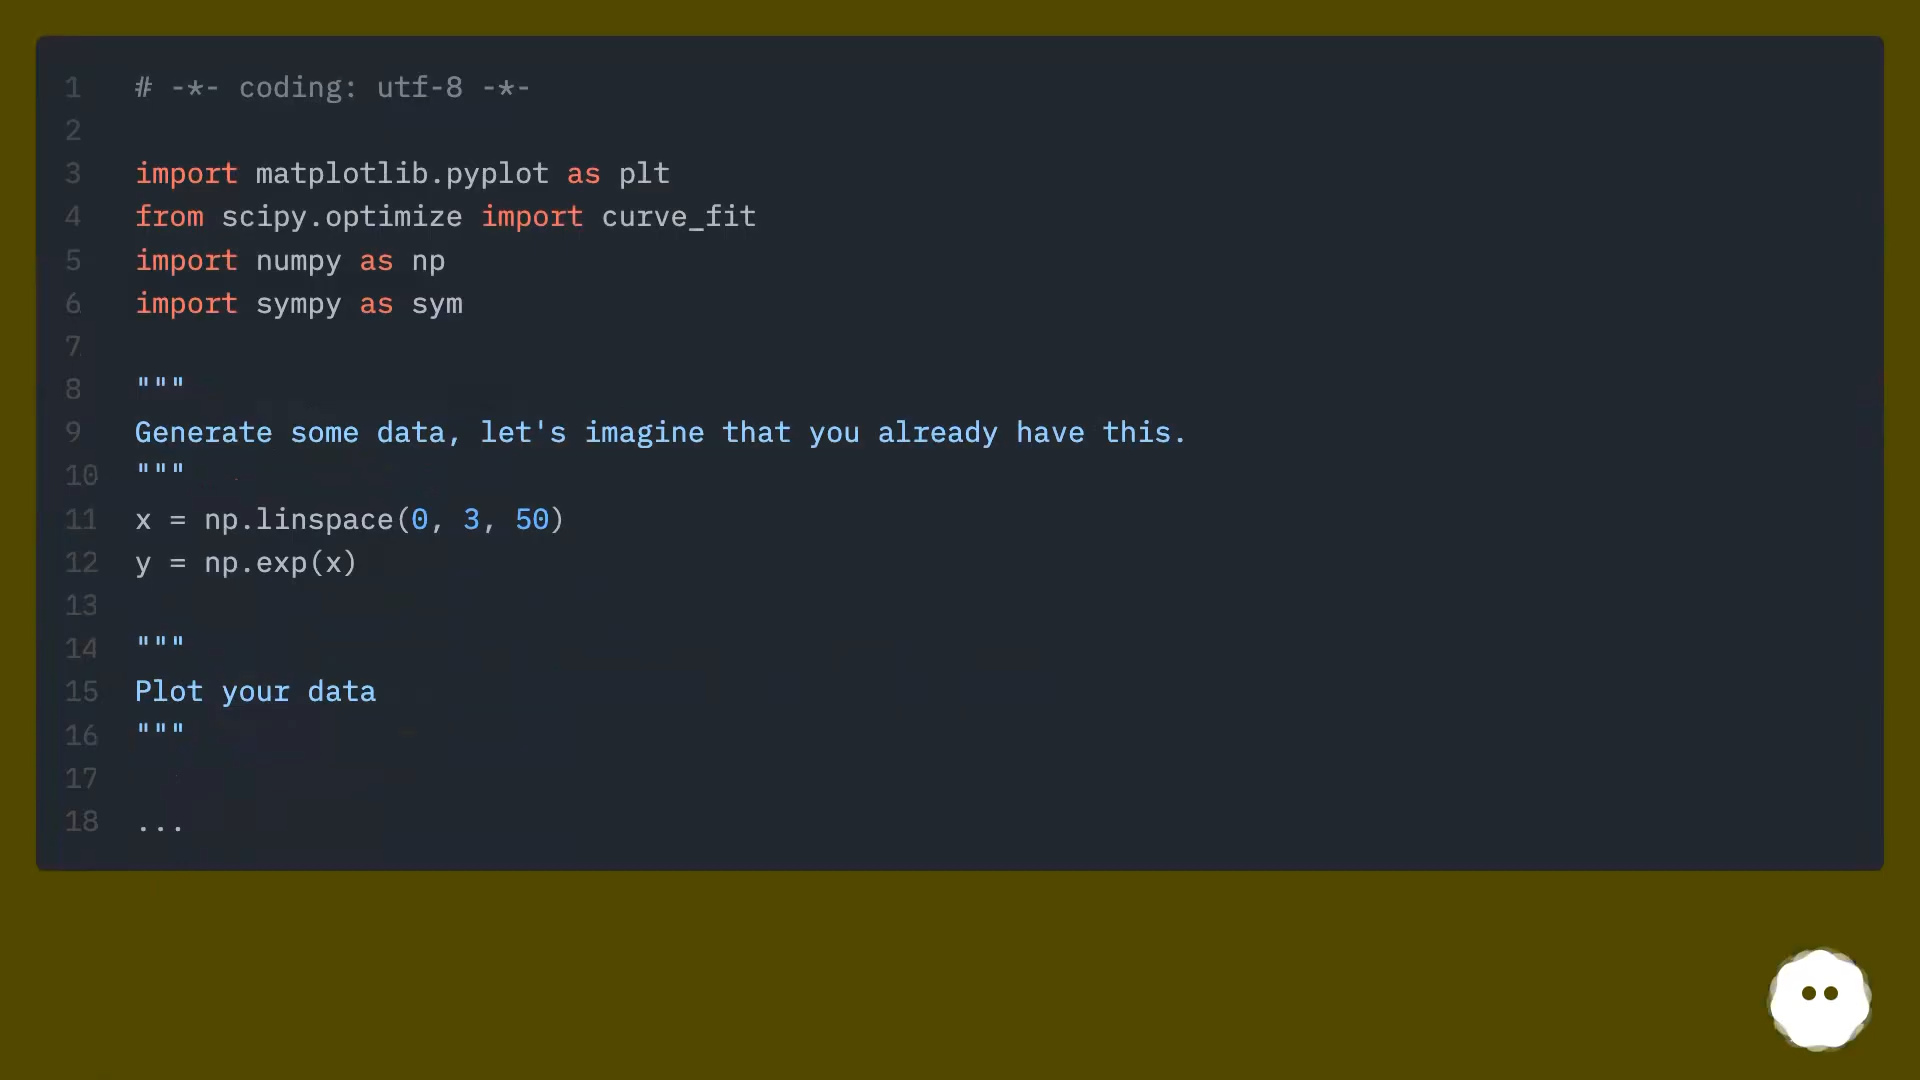 1 # -*- coding: utf-8 -*-
2
3 import matplotlib.pyplot as plt
4 from scipy.optimize import curve_fit
5 import numpy as np
6 import sympy as sym
7
8 """
9 Generate some data, let's imagine that you already have this.
10 """
11 x = np.linspace(0, 3, 50)
12 y = np.exp(x)
13
14 """
15 Plot your data
16 """
17
18 ...